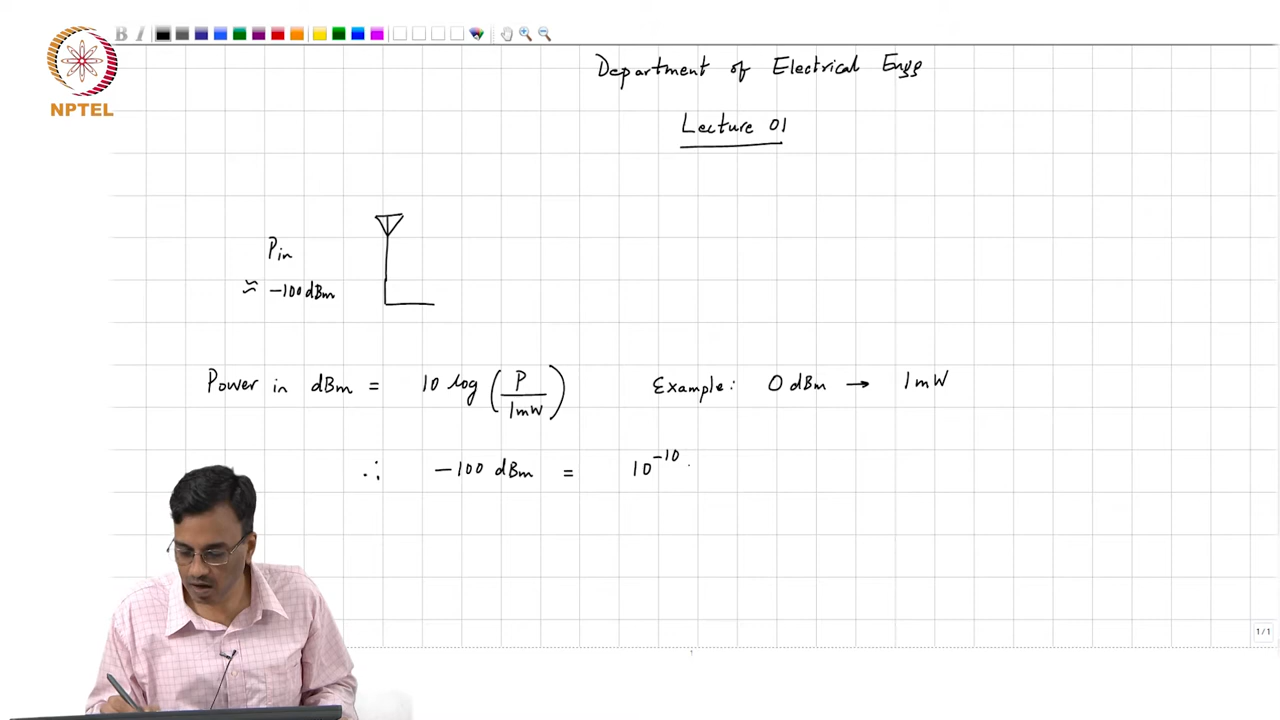 B I
NPTEL
Department of Electrical Engg
Lecture 01
Pin
≈ -100 dBm
Power in dBm = 10 log (P/1mW) Example: 0 dBm → 1mW
∴ -100 dBm = 10^-10
1/1
1